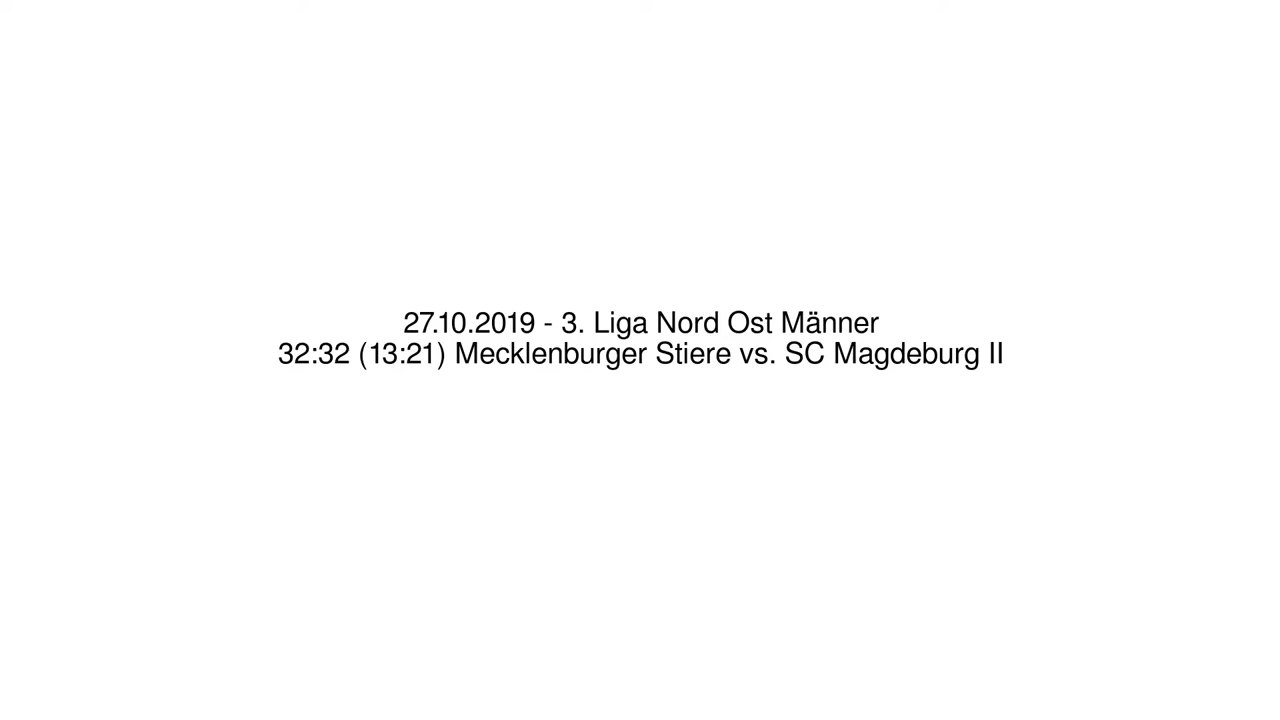 27.10.2019 - 3. Liga Nord Ost Männer
32:32 (13:21) Mecklenburger Stiere vs. SC Magdeburg II